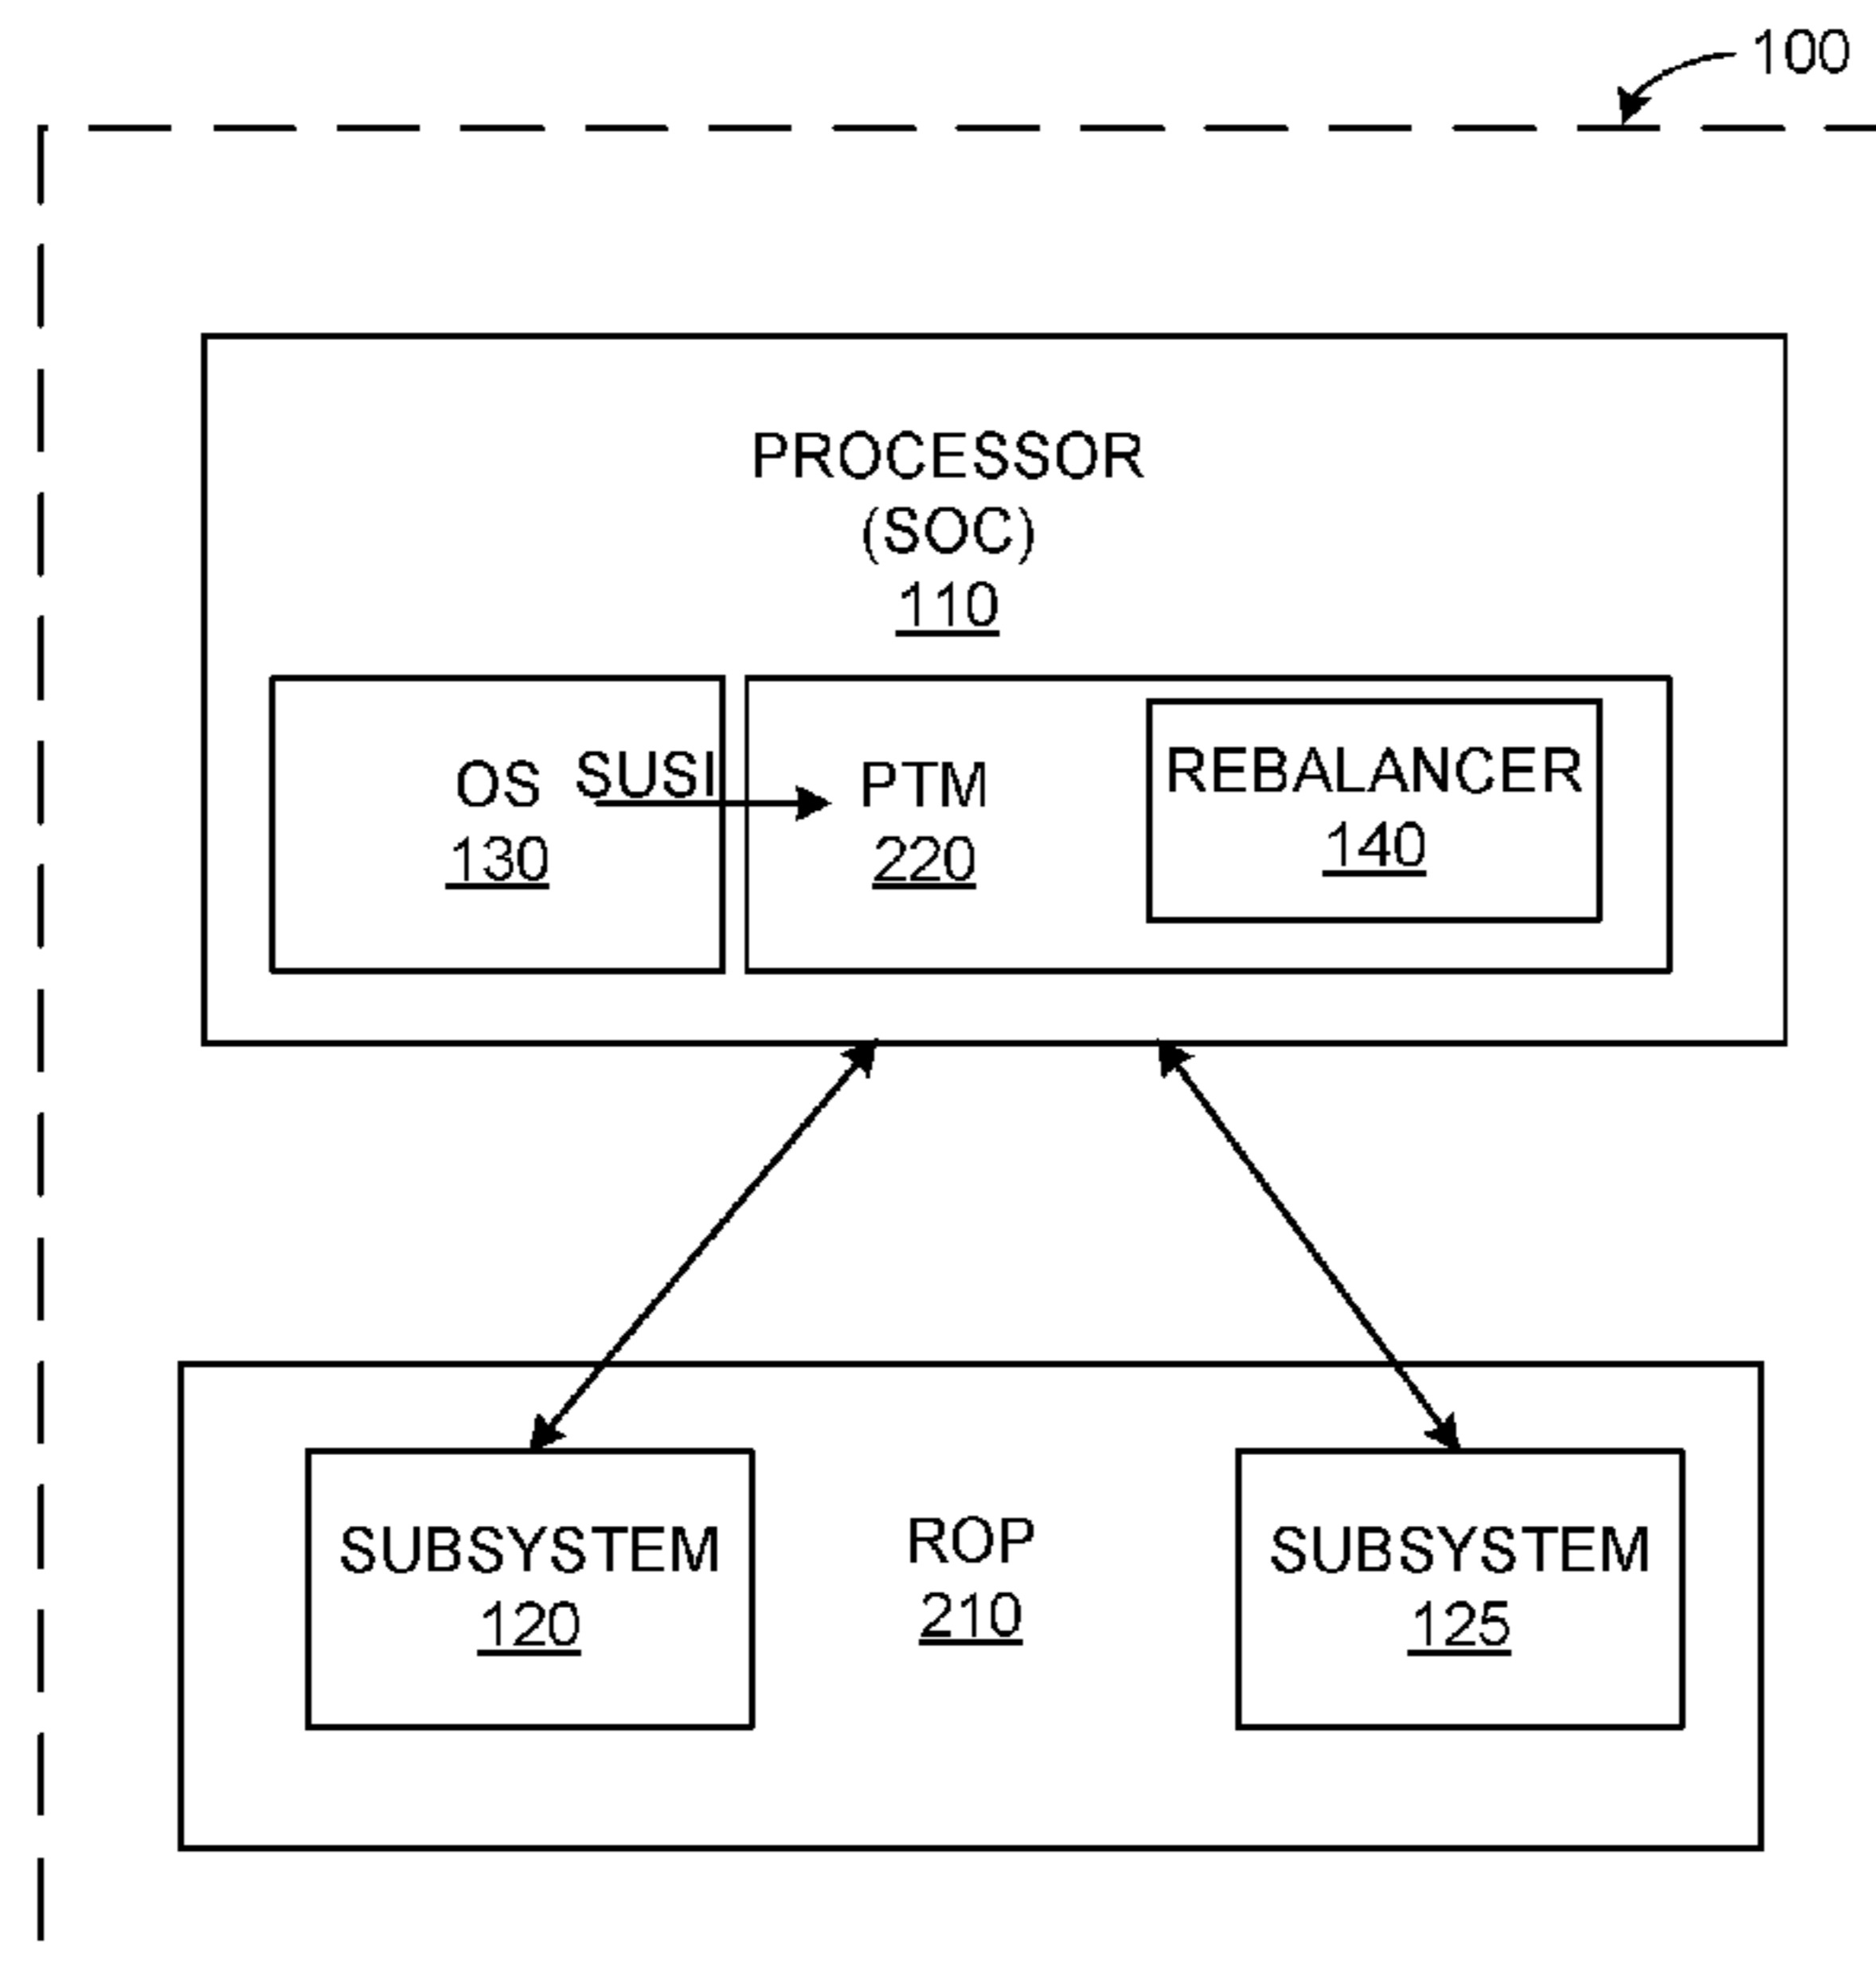 100
PROCESSOR
(SOC)
110
OS
130
SUSI
PTM
220
REBALANCER
140
SUBSYSTEM
120
ROP
210
SUBSYSTEM
125